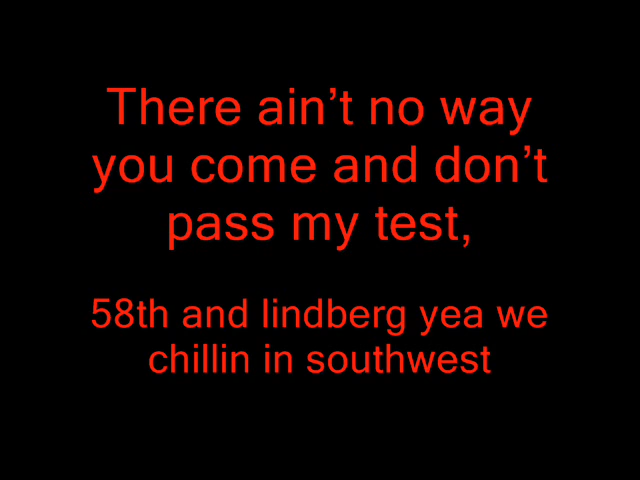 There ain’t no way
you come and don’t
pass my test,
58th and lindberg yea we
chillin in southwest